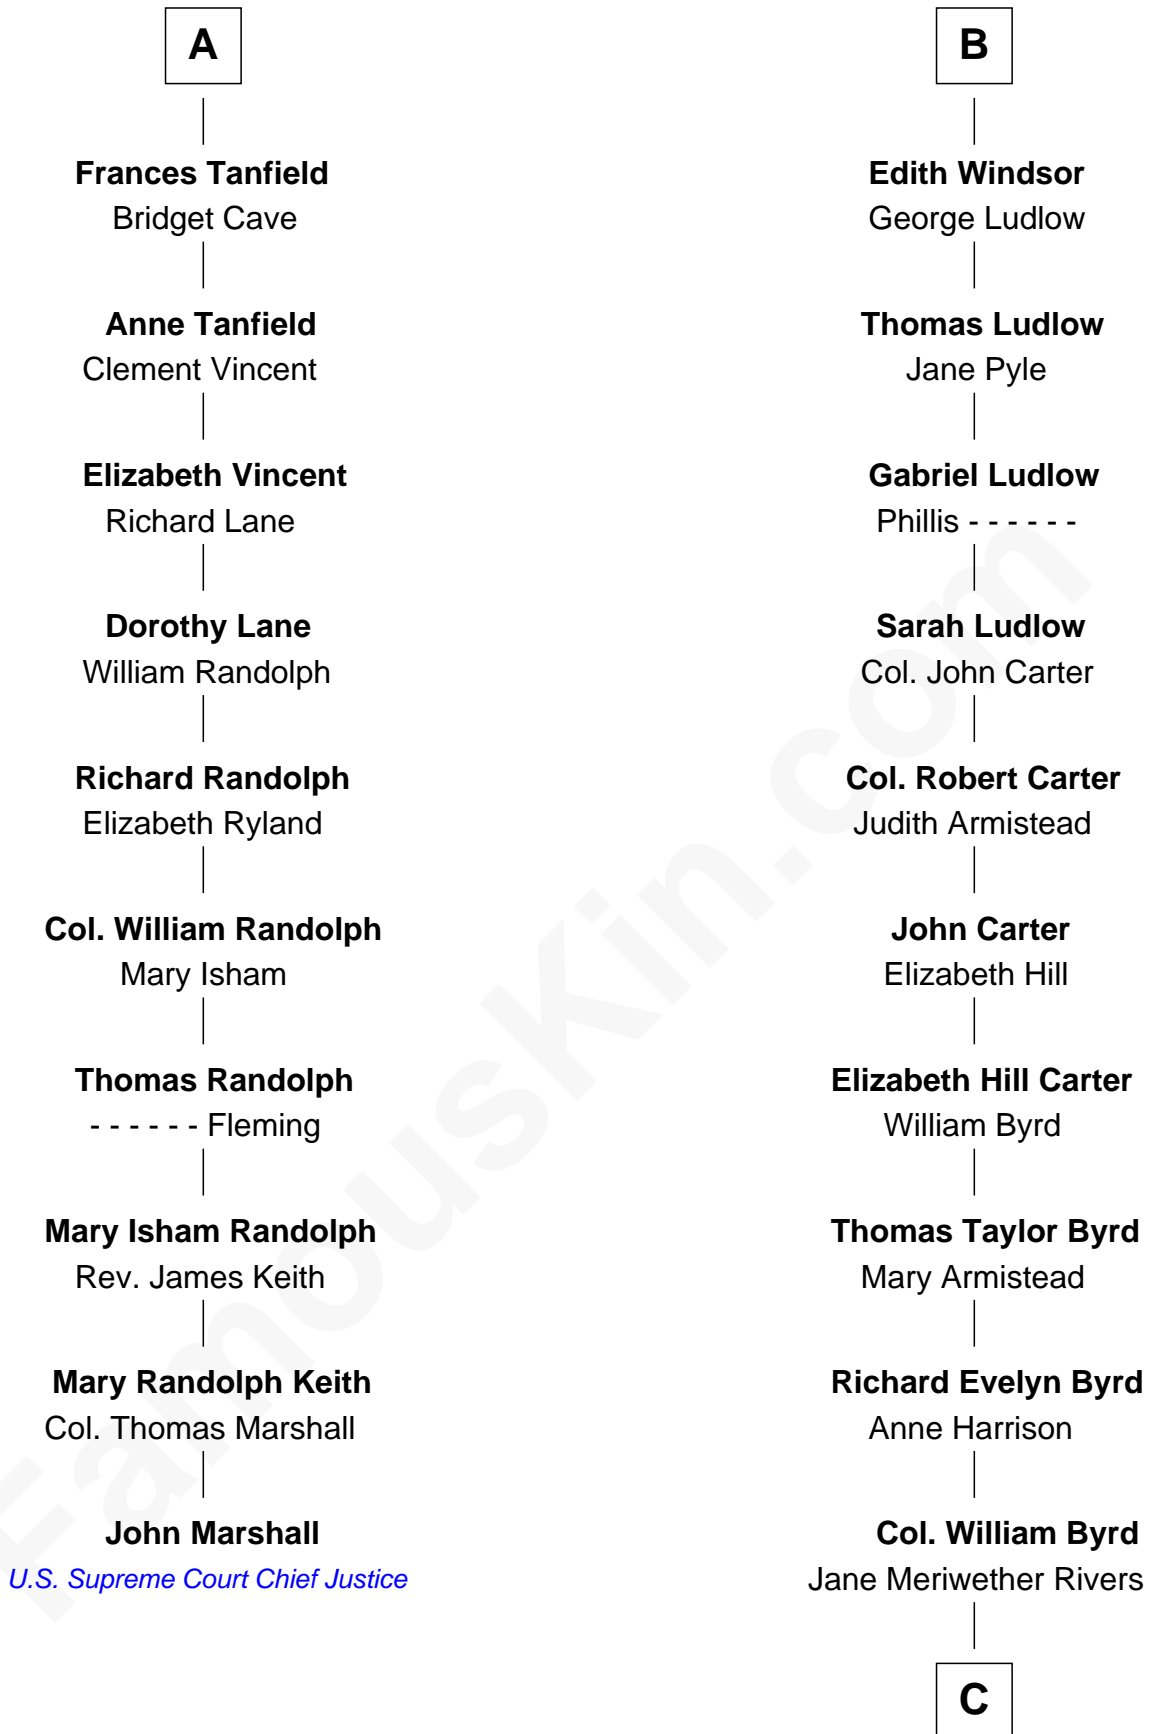 A
Frances Tanfield
Bridget Cave
Anne Tanfield
Clement Vincent
Elizabeth Vincent
Richard Lane
Dorothy Lane
William Randolph
Richard Randolph
Elizabeth Ryland
Col. William Randolph
Mary Isham
Thomas Randolph
- - - - - - Fleming
Mary Isham Randolph
Rev. James Keith
Mary Randolph Keith
Col. Thomas Marshall
John Marshall
U.S. Supreme Court Chief Justice
B
Edith Windsor
George Ludlow
Thomas Ludlow
Jane Pyle
Gabriel Ludlow
Phillis - - - - - -
Sarah Ludlow
Col. John Carter
Col. Robert Carter
Judith Armistead
John Carter
Elizabeth Hill
Elizabeth Hill Carter
William Byrd
Thomas Taylor Byrd
Mary Armistead
Richard Evelyn Byrd
Anne Harrison
Col. William Byrd
Jane Meriwether Rivers
C
FamousKin.com